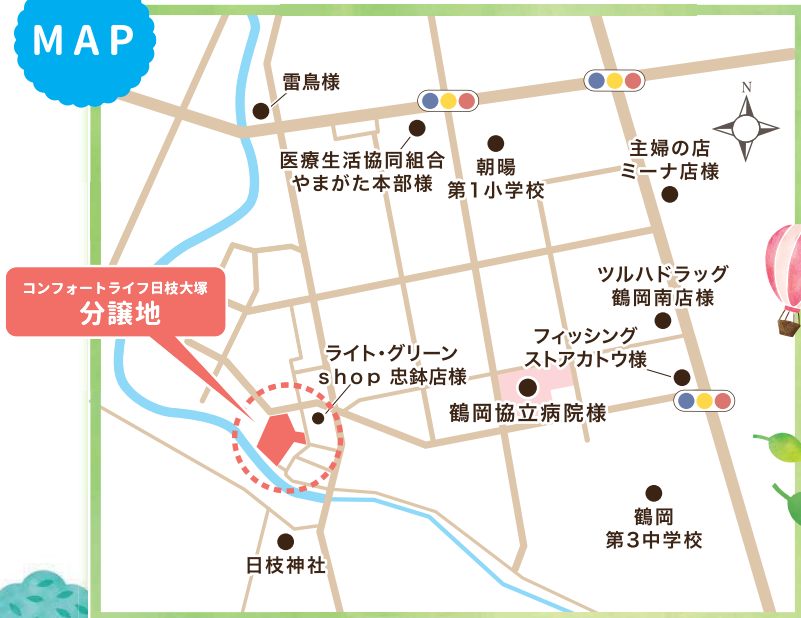 MAP
N
雷鳥様
医療生活協同組合
やまがた本部様
朝暘
第1小学校
主婦の店
ミーナ店様
コンフォートライフ日枝大塚
分譲地
ツルハドラッグ
鶴岡南店様
フィッシング
ストアカトウ様
ライト・グリーン
shop 忠鉢店様
鶴岡協立病院様
鶴岡
第3中学校
日枝神社